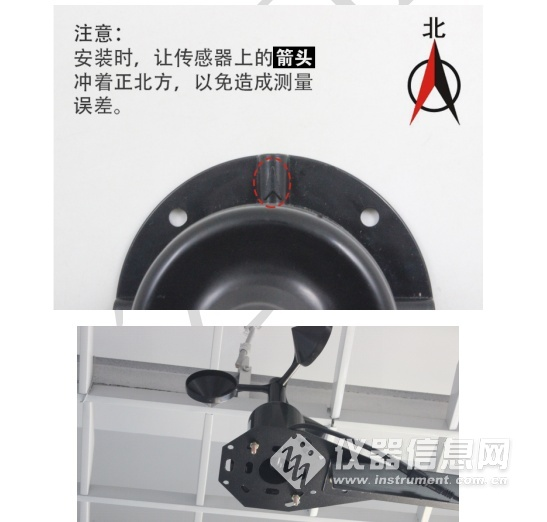 注意：
安装时，让传感器上的箭头
冲着正北方，以免造成测量
误差。
北
仪器信息网
www.instrument.com.cn